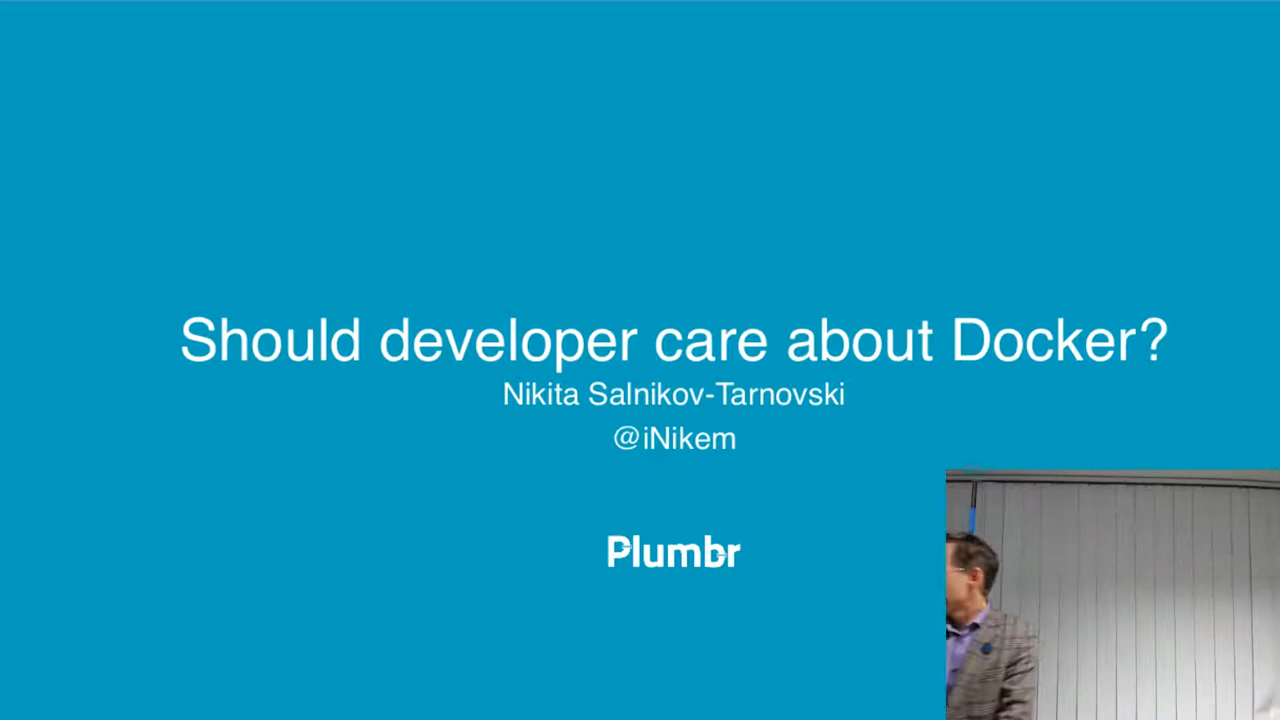 Should developer care about Docker?
Nikita Salnikov-Tarnovski
@iNikem
Plumbr